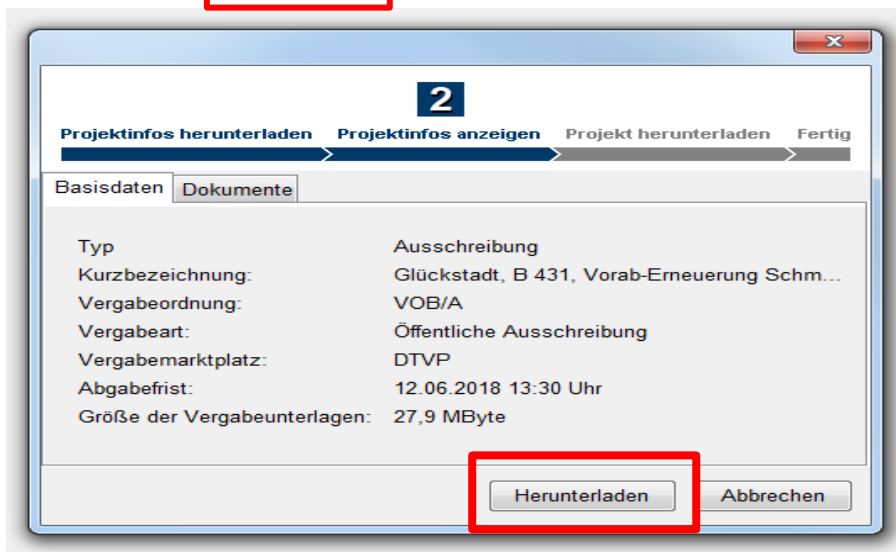 2
Projektinfos herunterladen Projektinfos anzeigen Projekt herunterladen Fertig
Basisdaten Dokumente
Typ Ausschreibung
Kurzbezeichnung: Glückstadt, B 431, Vorab-Erneuerung Schm...
Vergabeordnung: VOB/A
Vergabeart: Öffentliche Ausschreibung
Vergabemarktplatz: DTVP
Abgabefrist: 12.06.2018 13:30 Uhr
Größe der Vergabeunterlagen: 27,9 MByte
Herunterladen Abbrechen